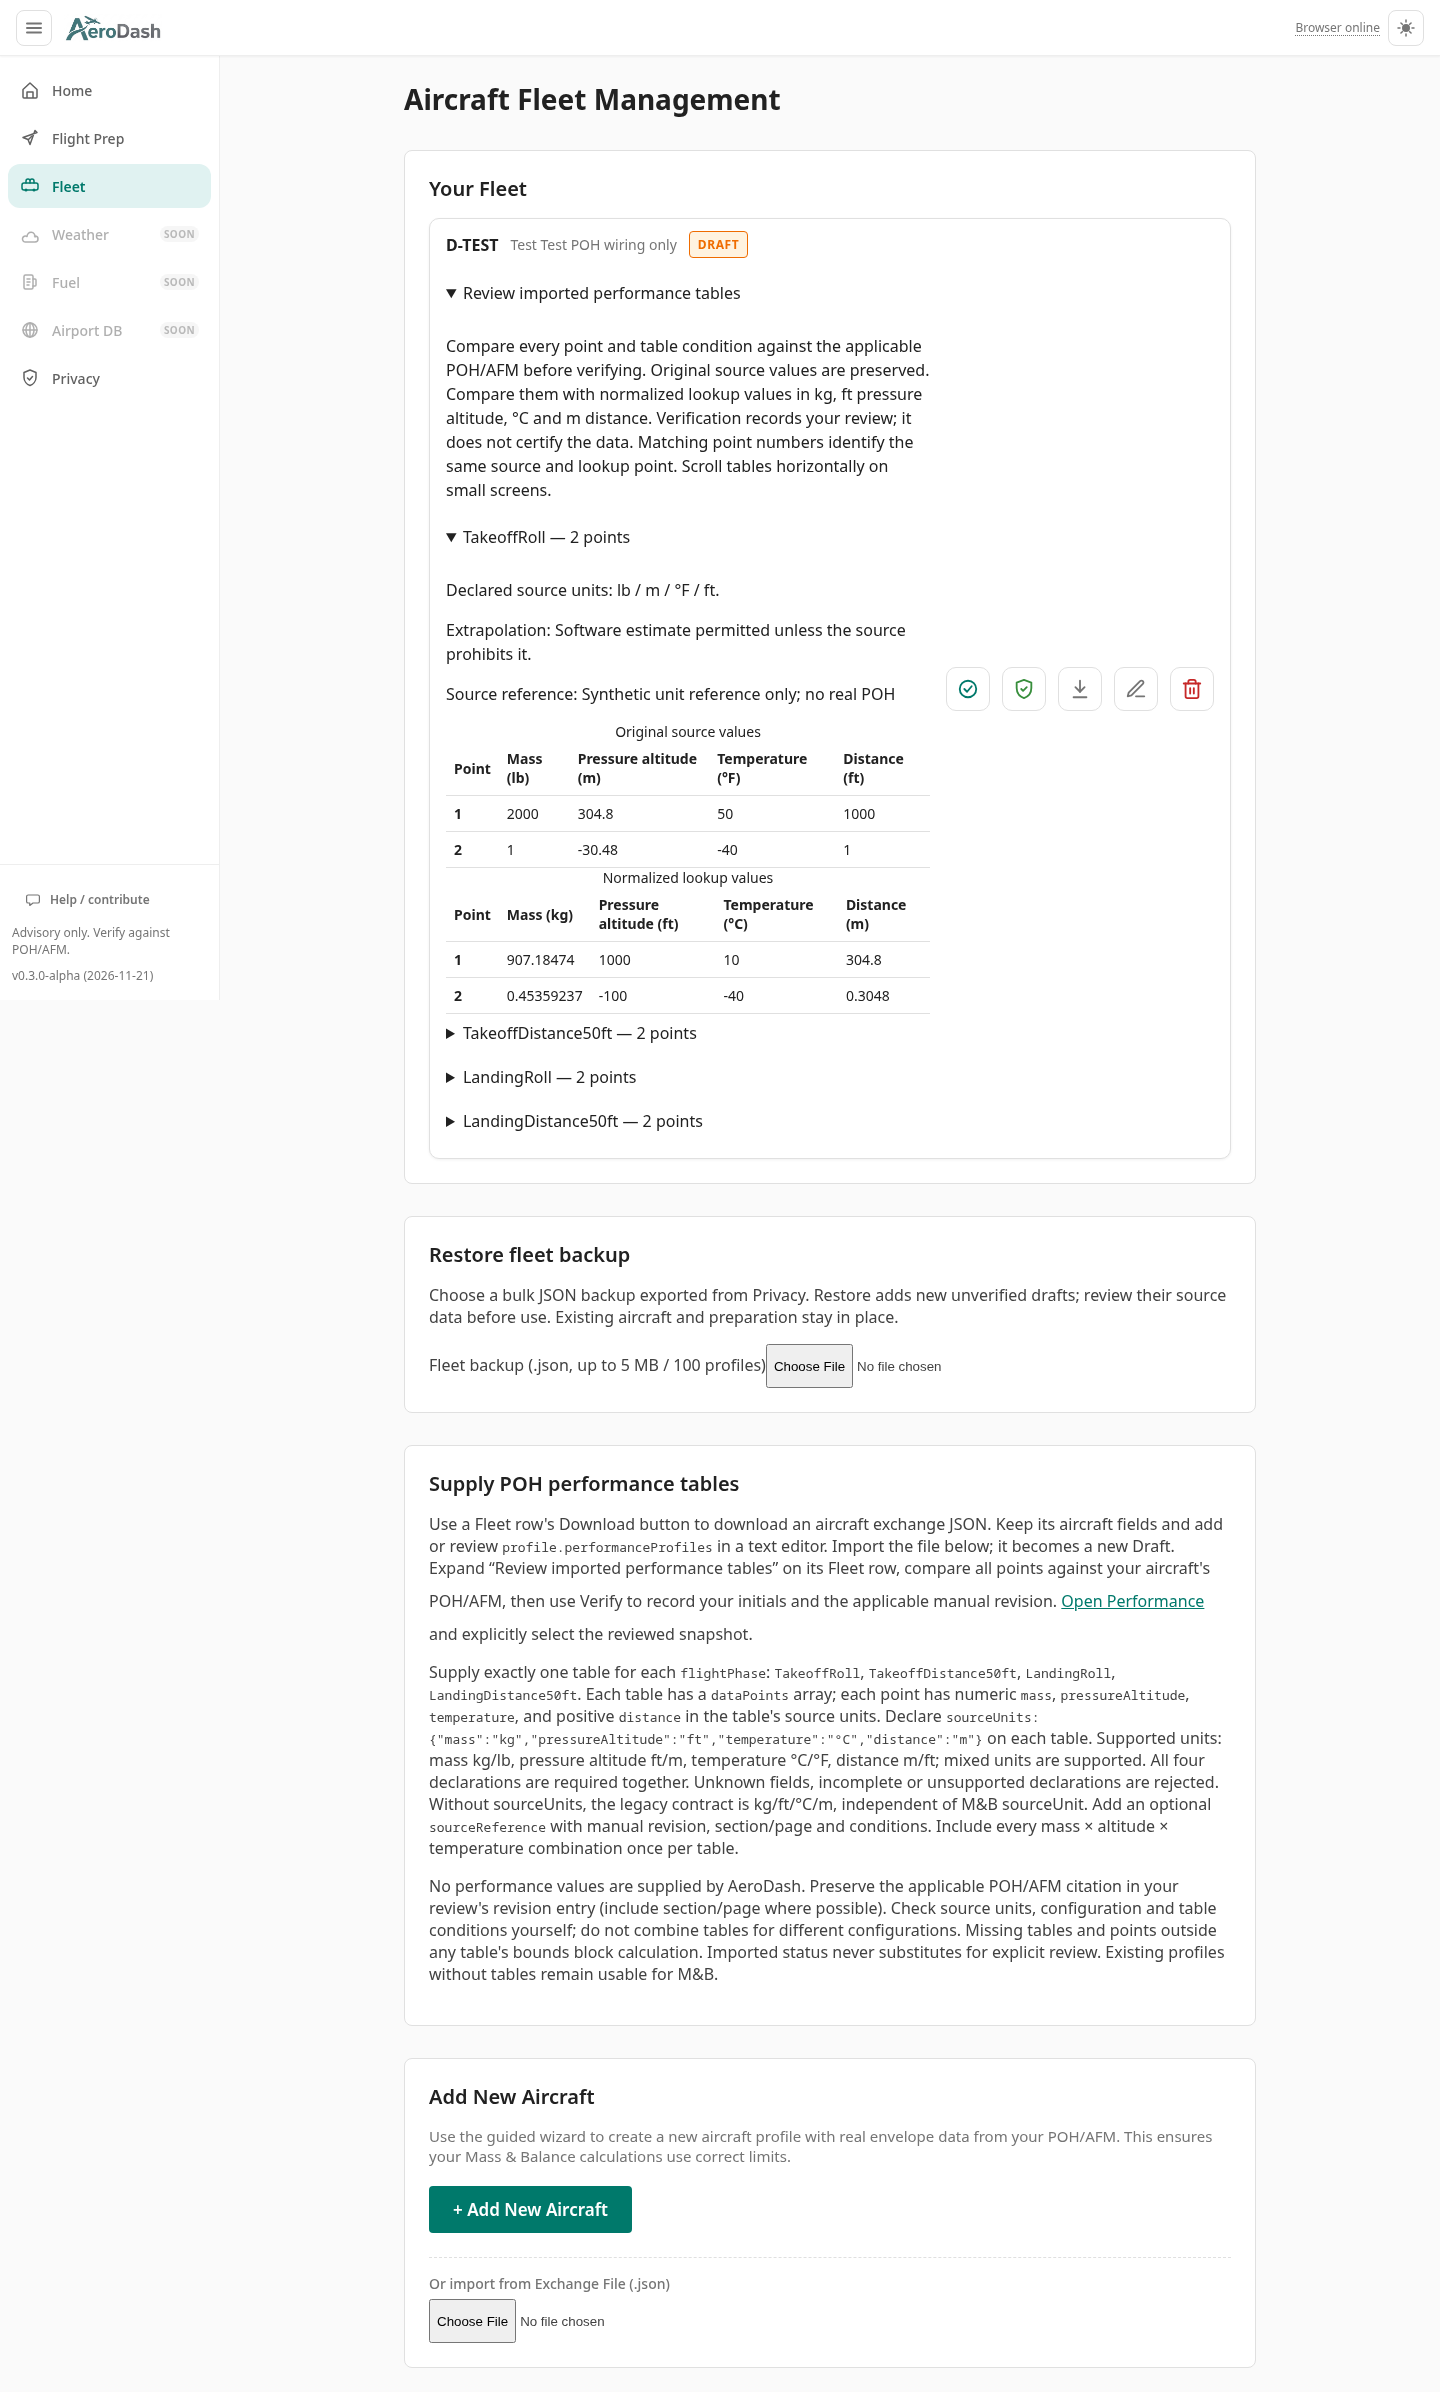 AeroDash
Browser online
Home
Flight Prep
Fleet
Weather SOON
Fuel SOON
Airport DB SOON
Privacy
Help / contribute
Advisory only. Verify against
POH/AFM.
v0.3.0-alpha (2026-11-21)
Aircraft Fleet Management
Your Fleet
D-TEST Test Test POH wiring only DRAFT
▼ Review imported performance tables
Compare every point and table condition against the applicable
POH/AFM before verifying. Original source values are preserved.
Compare them with normalized lookup values in kg, ft pressure
altitude, °C and m distance. Verification records your review; it
does not certify the data. Matching point numbers identify the
same source and lookup point. Scroll tables horizontally on
small screens.
▼ TakeoffRoll — 2 points
Declared source units: lb / m / °F / ft.
Extrapolation: Software estimate permitted unless the source
prohibits it.
Source reference: Synthetic unit reference only; no real POH
Original source values
Point Mass (lb) Pressure altitude (m) Temperature (°F) Distance (ft)
1 2000 304.8 50 1000
2 1 -30.48 -40 1
Normalized lookup values
Point Mass (kg) Pressure altitude (ft) Temperature (°C) Distance (m)
1 907.18474 1000 10 304.8
2 0.45359237 -100 -40 0.3048
▶ TakeoffDistance50ft — 2 points
▶ LandingRoll — 2 points
▶ LandingDistance50ft — 2 points
Restore fleet backup
Choose a bulk JSON backup exported from Privacy. Restore adds new unverified drafts; review their source
data before use. Existing aircraft and preparation stay in place.
Fleet backup (.json, up to 5 MB / 100 profiles) Choose File No file chosen
Supply POH performance tables
Use a Fleet row's Download button to download an aircraft exchange JSON. Keep its aircraft fields and add
or review profile.performanceProfiles in a text editor. Import the file below; it becomes a new Draft.
Expand “Review imported performance tables” on its Fleet row, compare all points against your aircraft's
POH/AFM, then use Verify to record your initials and the applicable manual revision. Open Performance
and explicitly select the reviewed snapshot.
Supply exactly one table for each flightPhase: TakeoffRoll, TakeoffDistance50ft, LandingRoll,
LandingDistance50ft. Each table has a dataPoints array; each point has numeric mass, pressureAltitude,
temperature, and positive distance in the table's source units. Declare sourceUnits:
{"mass":"kg","pressureAltitude":"ft","temperature":"°C","distance":"m"} on each table. Supported units:
mass kg/lb, pressure altitude ft/m, temperature °C/°F, distance m/ft; mixed units are supported. All four
declarations are required together. Unknown fields, incomplete or unsupported declarations are rejected.
Without sourceUnits, the legacy contract is kg/ft/°C/m, independent of M&B sourceUnit. Add an optional
sourceReference with manual revision, section/page and conditions. Include every mass × altitude ×
temperature combination once per table.
No performance values are supplied by AeroDash. Preserve the applicable POH/AFM citation in your
review's revision entry (include section/page where possible). Check source units, configuration and table
conditions yourself; do not combine tables for different configurations. Missing tables and points outside
any table's bounds block calculation. Imported status never substitutes for explicit review. Existing profiles
without tables remain usable for M&B.
Add New Aircraft
Use the guided wizard to create a new aircraft profile with real envelope data from your POH/AFM. This ensures
your Mass & Balance calculations use correct limits.
+ Add New Aircraft
Or import from Exchange File (.json)
Choose File No file chosen